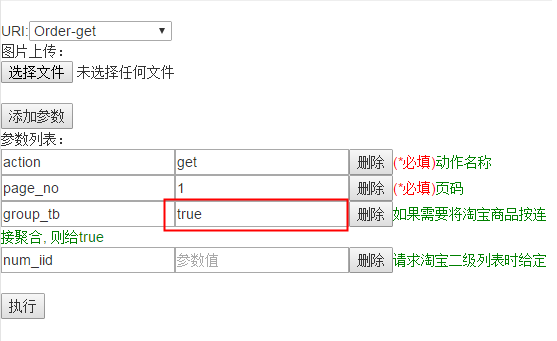 URI: Order-get
图片上传：
选择文件 未选择任何文件
添加参数
参数列表：
action get 删除 (*必填)动作名称
page_no 1 删除 (*必填)页码
group_tb true 删除 如果需要将淘宝商品按连
接聚合, 则给true
num_iid 参数值 删除 请求淘宝二级列表时给定
执行